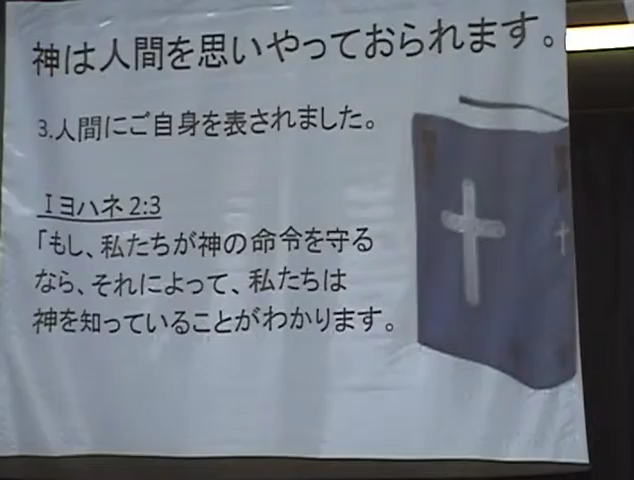 神は人間を思いやっておられます。
3.人間にご自身を表されました。
Ⅰヨハネ2:3
「もし、私たちが神の命令を守る
なら、それによって、私たちは
神を知っていることがわかります。